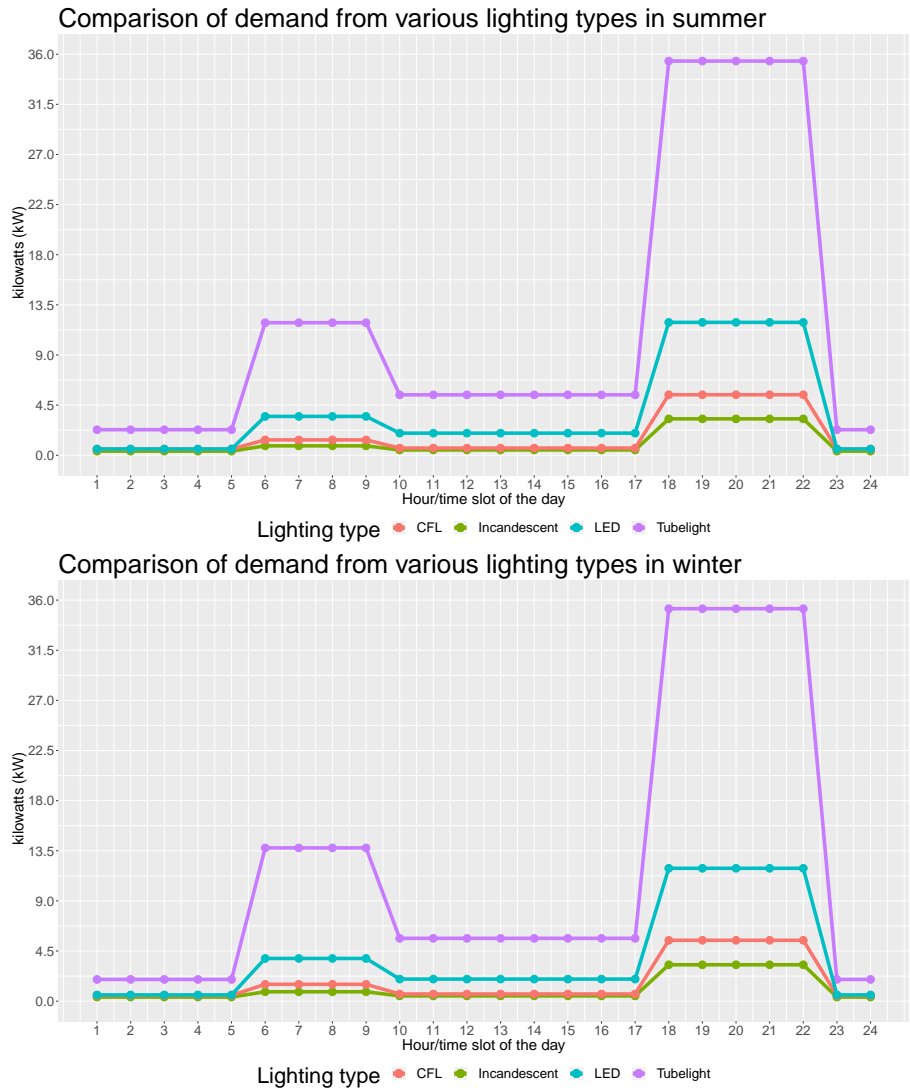 Comparison of demand from various lighting types in summer
36.0
31.5
27.0
22.5
18.0
13.5
9.0
4.5
0.0
kilowatts (kW)
1 2 3 4 5 6 7 8 9 10 11 12 13 14 15 16 17 18 19 20 21 22 23 24
Hour/time slot of the day
Lighting type CFL Incandescent LED Tubelight
Comparison of demand from various lighting types in winter
36.0
31.5
27.0
22.5
18.0
13.5
9.0
4.5
0.0
kilowatts (kW)
1 2 3 4 5 6 7 8 9 10 11 12 13 14 15 16 17 18 19 20 21 22 23 24
Hour/time slot of the day
Lighting type CFL Incandescent LED Tubelight